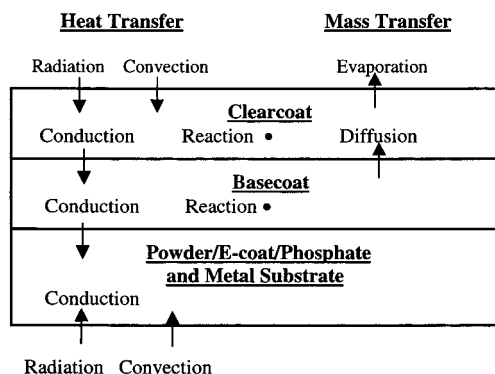 Heat Transfer Mass Transfer
Radiation Convection Evaporation
Clearcoat
Conduction Reaction • Diffusion
Basecoat
Conduction Reaction •
Powder/E-coat/Phosphate
and Metal Substrate
Conduction
Radiation Convection